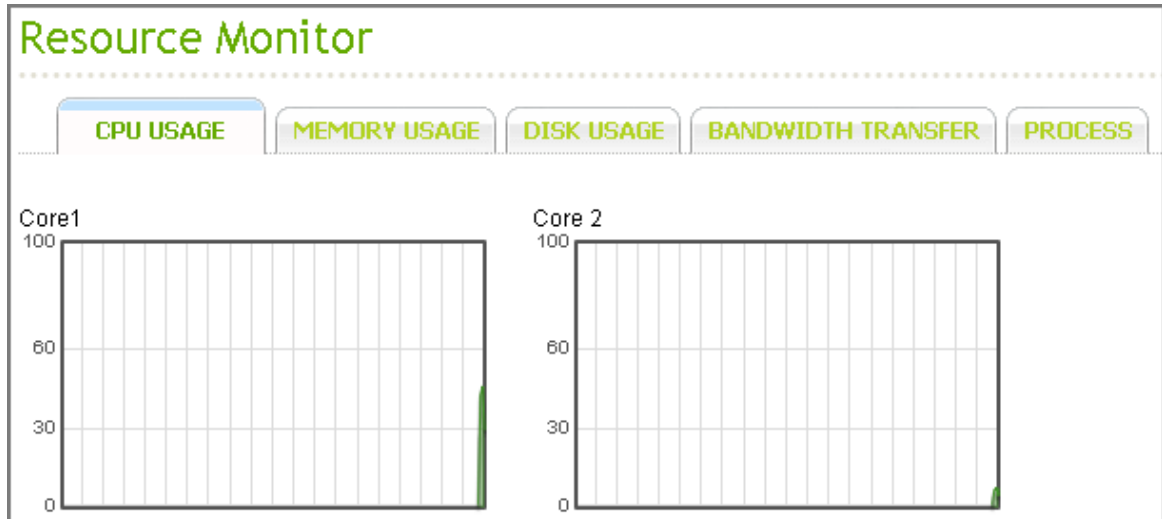 Resource Monitor
CPU USAGE MEMORY USAGE DISK USAGE BANDWIDTH TRANSFER PROCESS
Core1 Core 2
100 100
60 60
30 30
0 0